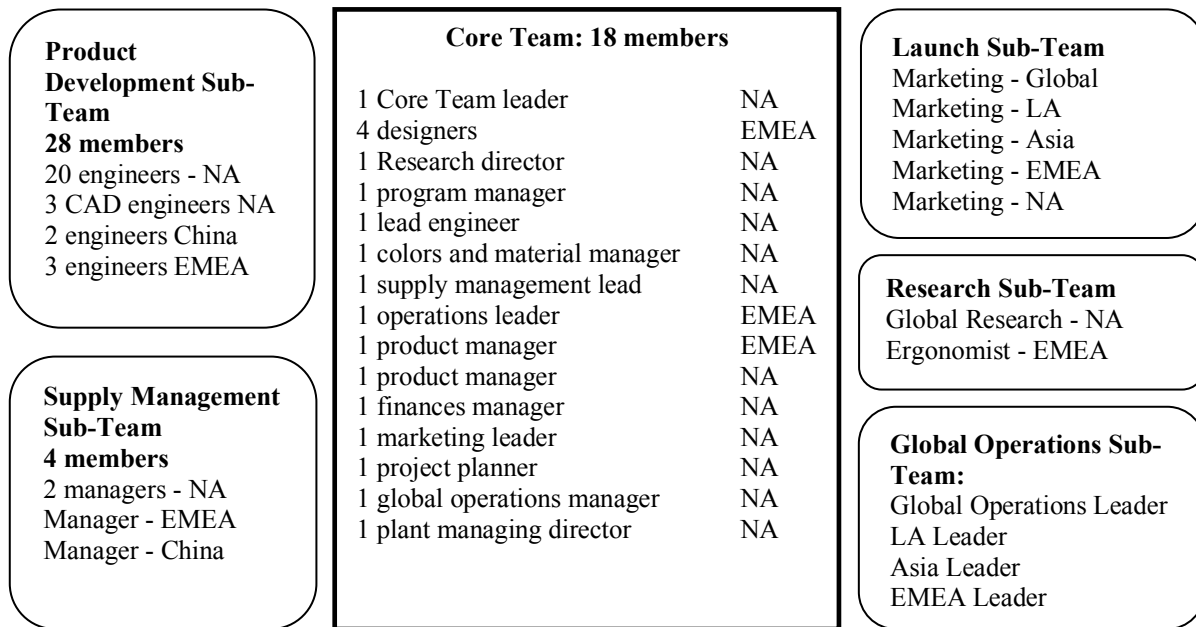 Product
Development Sub-
Team
28 members
20 engineers - NA
3 CAD engineers NA
2 engineers China
3 engineers EMEA
Supply Management
Sub-Team
4 members
2 managers - NA
Manager - EMEA
Manager - China
Core Team: 18 members
1 Core Team leader NA
4 designers EMEA
1 Research director NA
1 program manager NA
1 lead engineer NA
1 colors and material manager NA
1 supply management lead NA
1 operations leader EMEA
1 product manager EMEA
1 product manager NA
1 finances manager NA
1 marketing leader NA
1 project planner NA
1 global operations manager NA
1 plant managing director NA
Launch Sub-Team
Marketing - Global
Marketing - LA
Marketing - Asia
Marketing - EMEA
Marketing - NA
Research Sub-Team
Global Research - NA
Ergonomist - EMEA
Global Operations Sub-
Team:
Global Operations Leader
LA Leader
Asia Leader
EMEA Leader